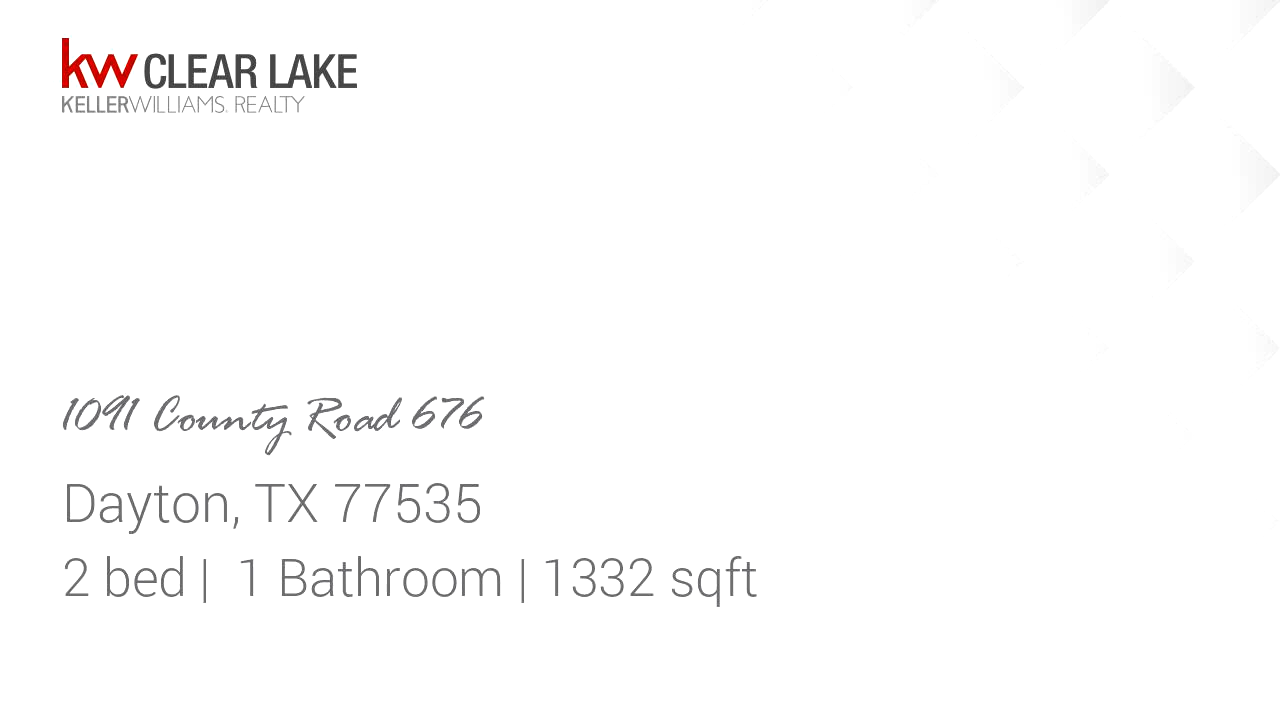 kw CLEAR LAKE
KELLERWILLIAMS. REALTY
1091 County Road 676
Dayton, TX 77535
2 bed | 1 Bathroom | 1332 sqft